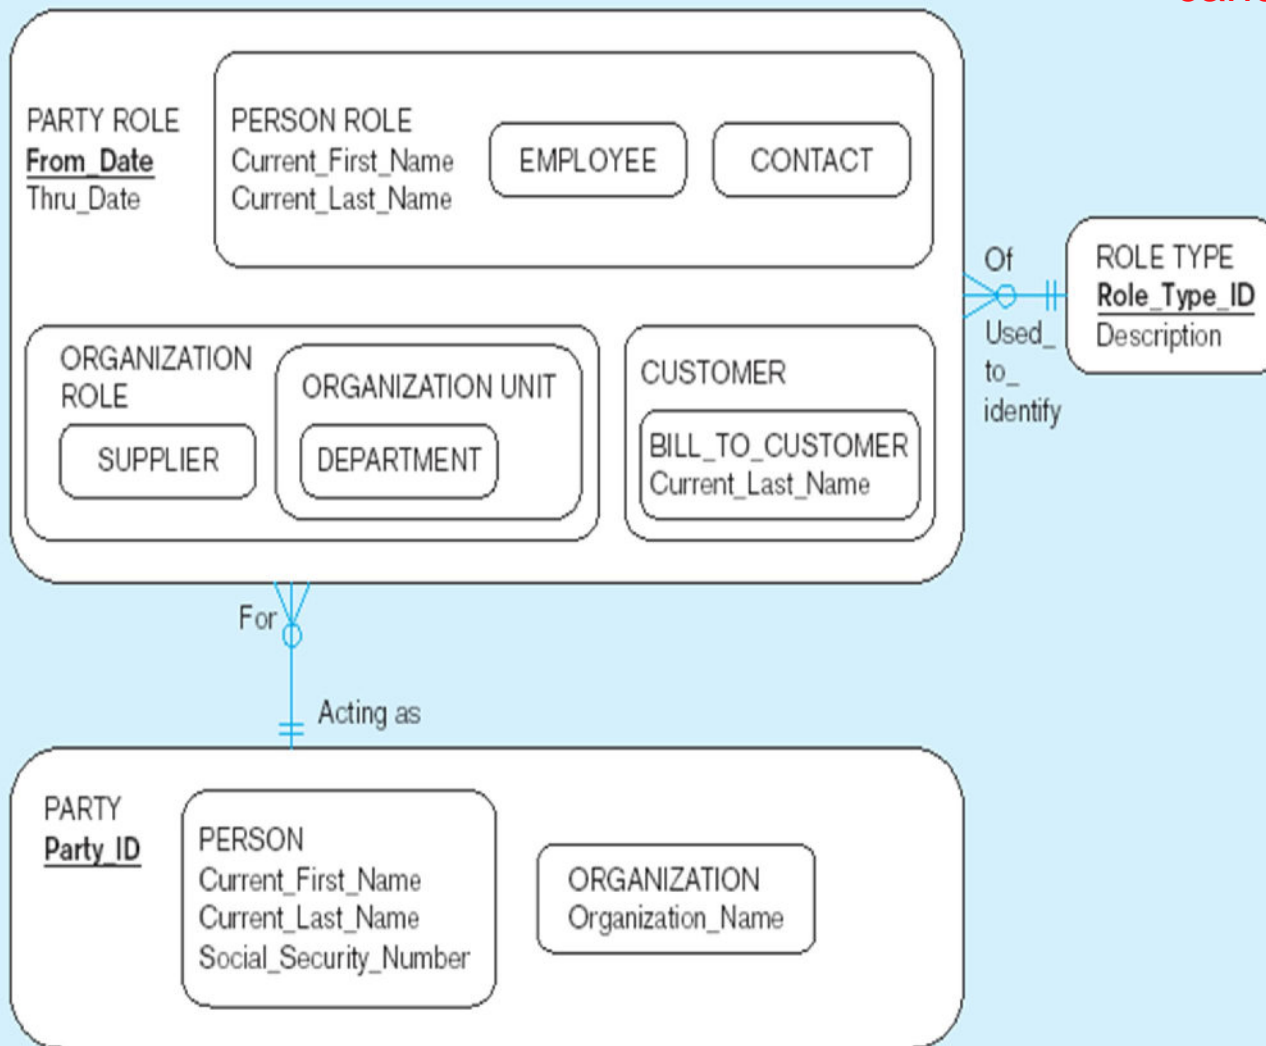 PARTY ROLE
From_Date
Thru_Date
PERSON ROLE
Current_First_Name
Current_Last_Name
EMPLOYEE
CONTACT
Of
Used_
to_
identify
ROLE TYPE
Role_Type_ID
Description
ORGANIZATION
ROLE
SUPPLIER
ORGANIZATION UNIT
DEPARTMENT
CUSTOMER
BILL_TO_CUSTOMER
Current_Last_Name
For
Acting as
PARTY
Party_ID
PERSON
Current_First_Name
Current_Last_Name
Social_Security_Number
ORGANIZATION
Organization_Name